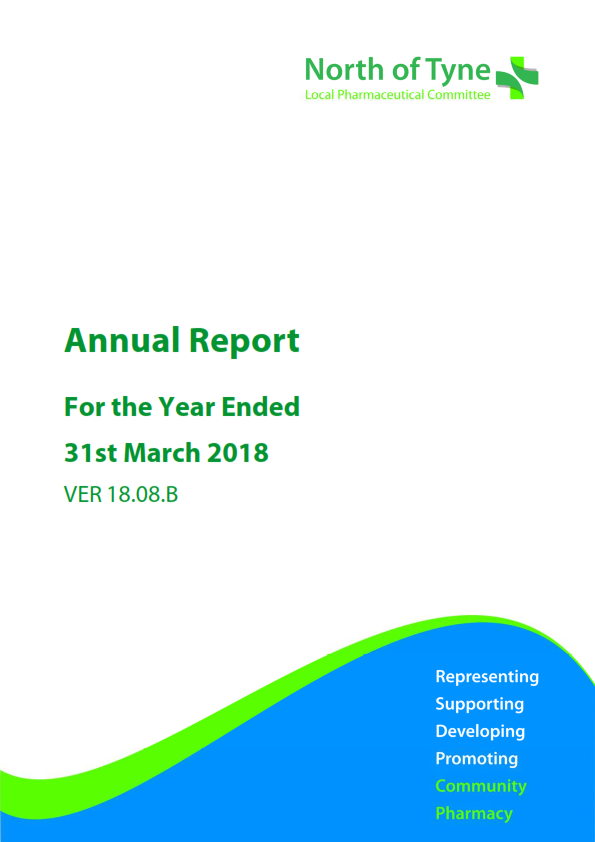 North of Tyne
Local Pharmaceutical Committee
Annual Report
For the Year Ended
31st March 2018
VER 18.08.B
Representing
Supporting
Developing
Promoting
Community
Pharmacy